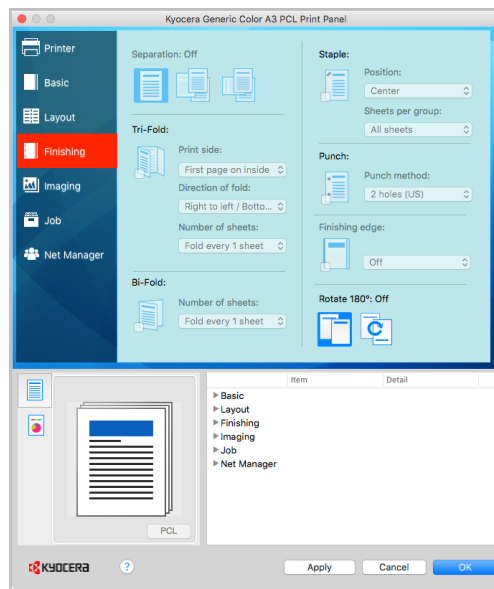 Kyocera Generic Color A3 PCL Print Panel
Printer
Basic
Layout
Finishing
Imaging
Job
Net Manager
Separation: Off
Tri-Fold:
Print side:
First page on inside
Direction of fold:
Right to left / Botto...
Number of sheets:
Fold every 1 sheet
Bi-Fold:
Number of sheets:
Fold every 1 sheet
Staple:
Position:
Center
Sheets per group:
All sheets
Punch:
Punch method:
2 holes (US)
Finishing edge:
Off
Rotate 180°: Off
PCL
Item Detail
Basic
Layout
Finishing
Imaging
Job
Net Manager
KYOCERA
?
Apply Cancel OK